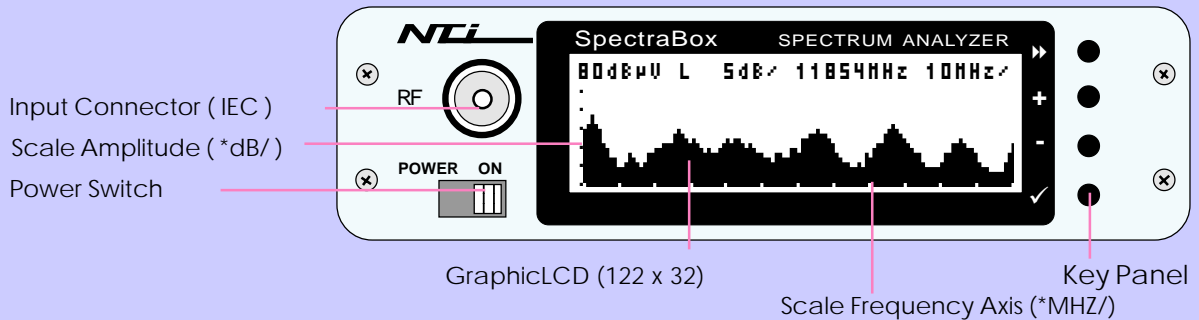 NTi
SpectraBox SPECTRUM ANALYZER
80dBµV L 5dB/ 11854MHz 10MHz/
RF
+
-
✓
POWER ON
Input Connector ( IEC )
Scale Amplitude ( *dB/ )
Power Switch
GraphicLCD (122 x 32)
Key Panel
Scale Frequency Axis (*MHZ/)